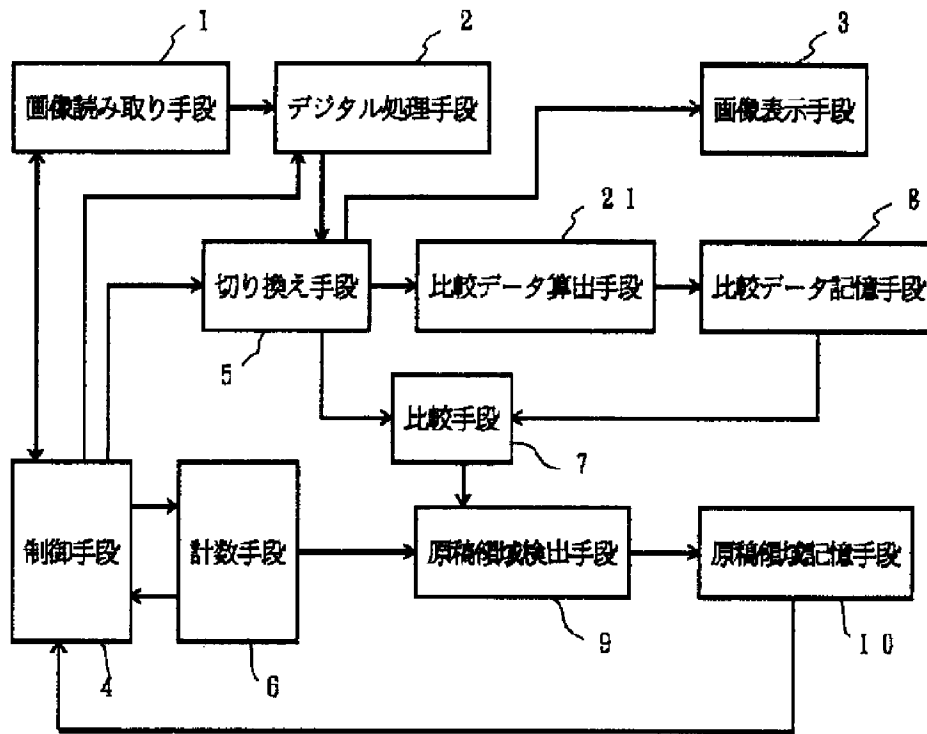 1
2
3
画像読み取り手段
デジタル処理手段
画像表示手段
21
8
切り換え手段
比較データ算出手段
比較データ記憶手段
5
比較手段
7
制御手段
計数手段
原稿領域検出手段
原稿領域記憶手段
4
6
9
10